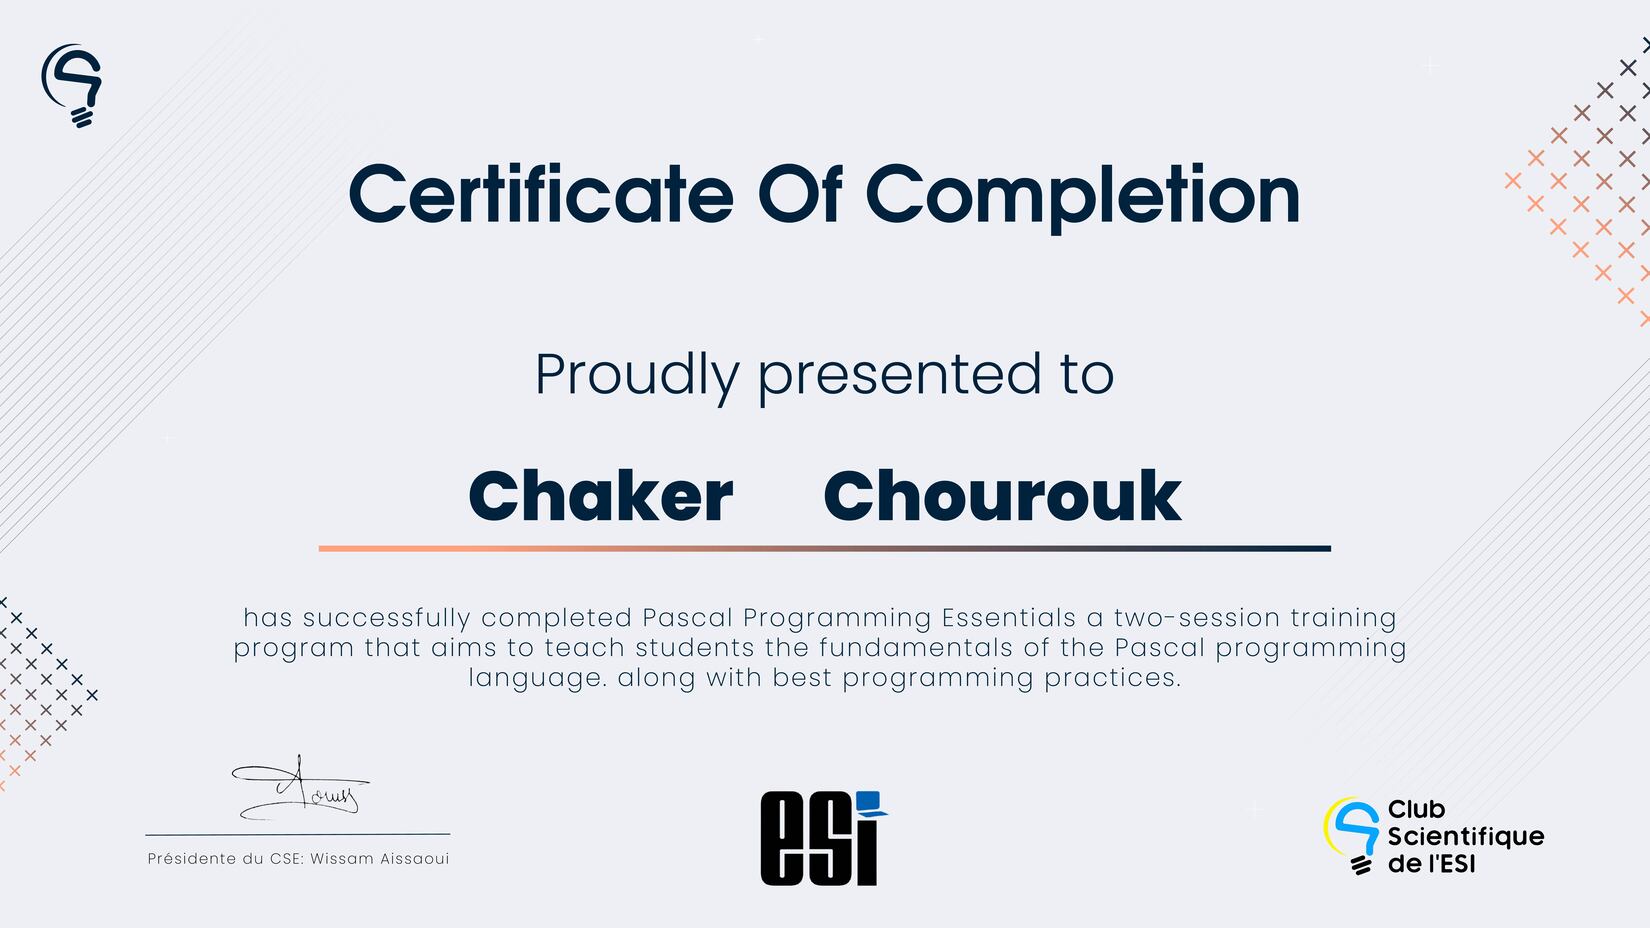 Certificate Of Completion
Proudly presented to
Chaker Chourouk
has successfully completed Pascal Programming Essentials a two-session training
program that aims to teach students the fundamentals of the Pascal programming
language. along with best programming practices.
Présidente du CSE: Wissam Aissaoui
esi
Club
Scientifique
de l'ESI